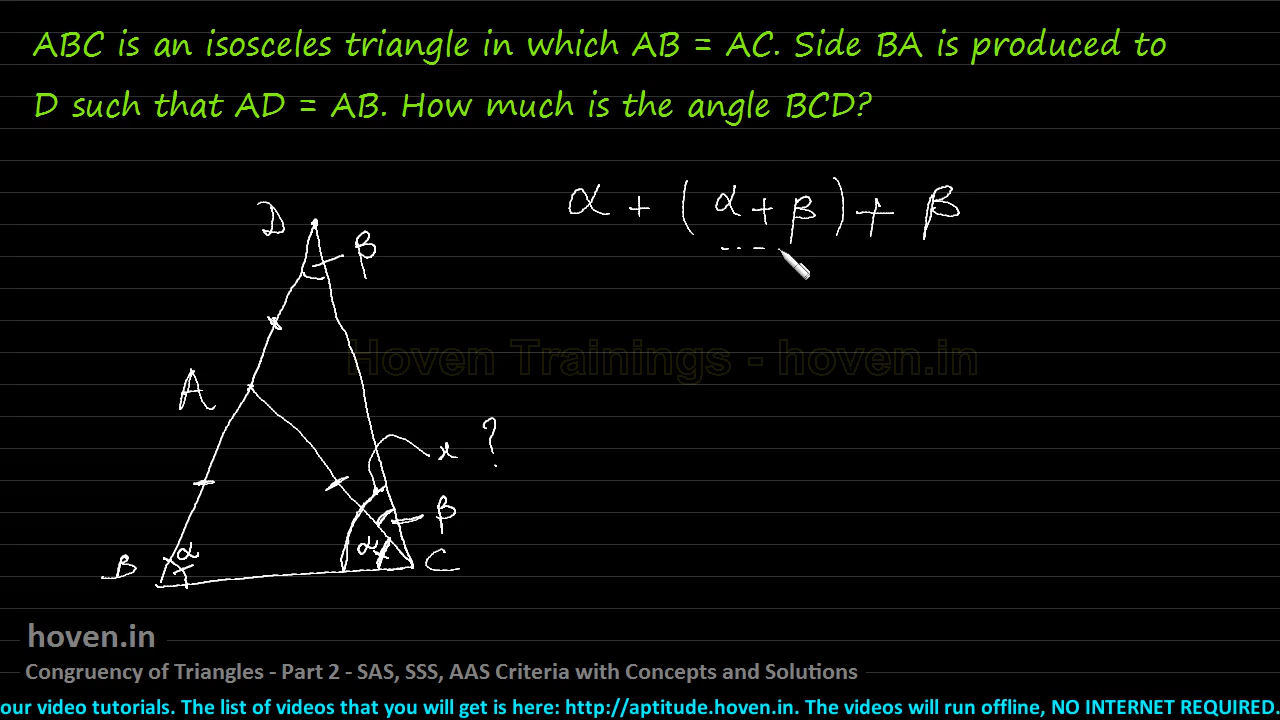 ABC is an isosceles triangle in which AB = AC. Side BA is produced to
D such that AD = AB. How much is the angle BCD?
α + (α + β) + β
D
β
Hoven Trainings - hoven.in
A
x ?
β
α
α
B
C
hoven.in
Congruency of Triangles - Part 2 - SAS, SSS, AAS Criteria with Concepts and Solutions
our video tutorials. The list of videos that you will get is here: http://aptitude.hoven.in. The videos will run offline, NO INTERNET REQUIRED.